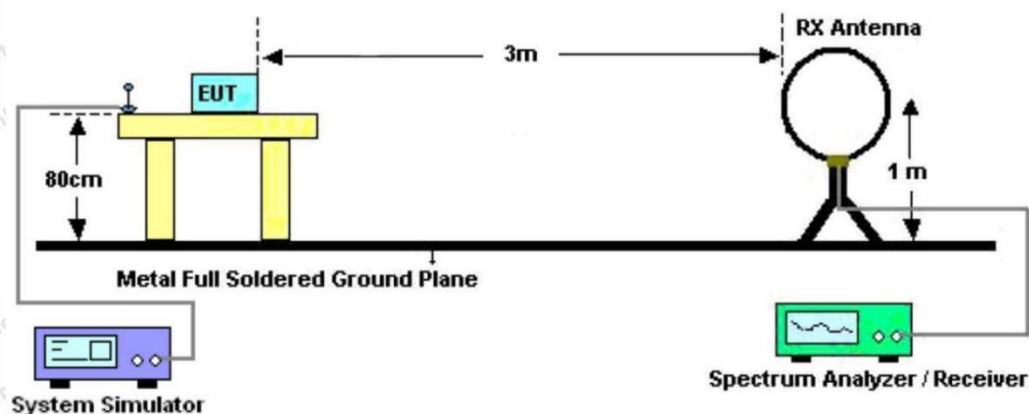 RX Antenna
3m
EUT
80cm
1 m
Metal Full Soldered Ground Plane
Spectrum Analyzer / Receiver
System Simulator